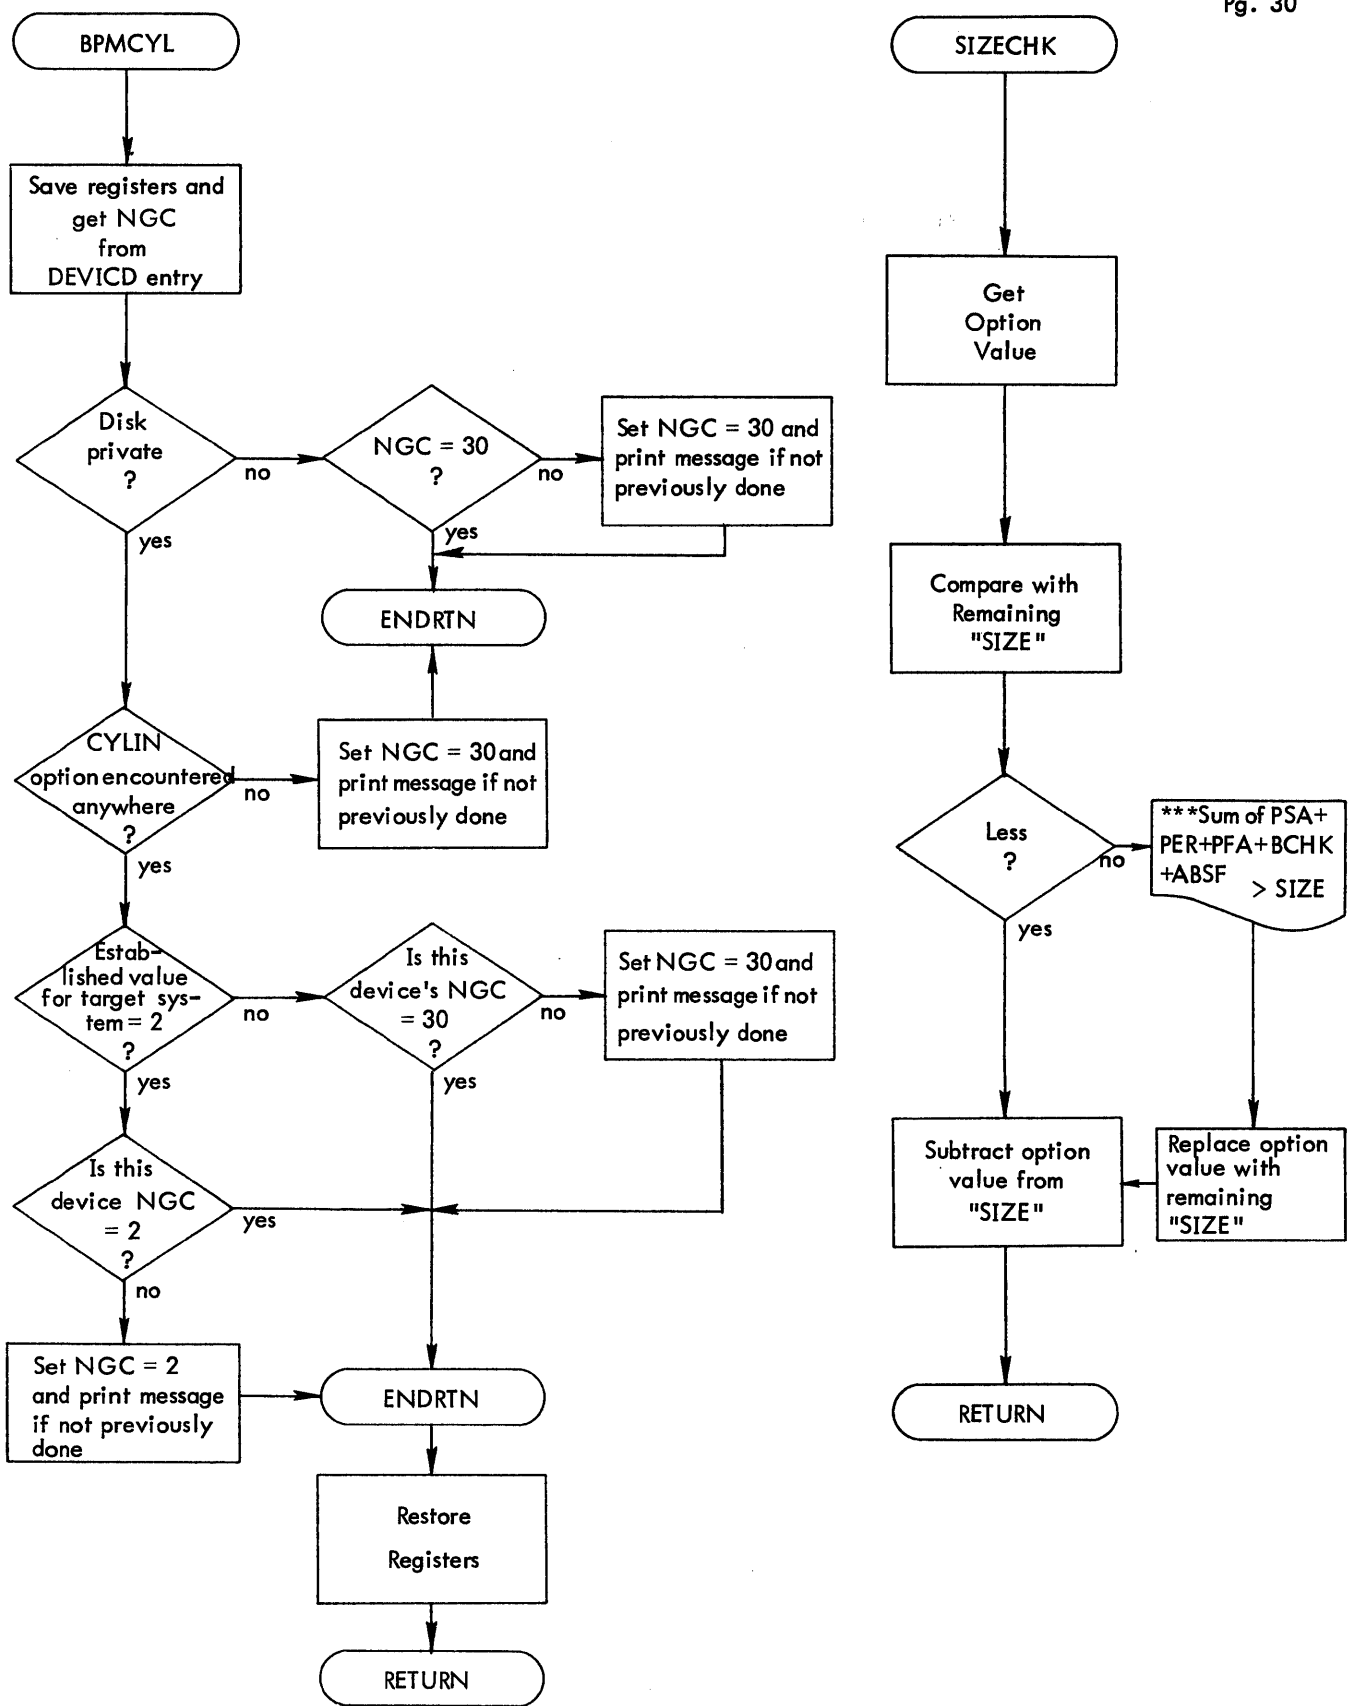 Pg. 30
BPMCYL
Save registers and
get NGC
from
DEVICD entry
Disk
private
?
no
yes
NGC = 30
?
no
yes
Set NGC = 30 and
print message if not
previously done
ENDRTN
CYLIN
option encountered
anywhere
?
no
yes
Set NGC = 30 and
print message if not
previously done
Estab-
lished value
for target sys-
tem = 2
?
no
yes
Is this
device's NGC
= 30
?
no
yes
Set NGC = 30 and
print message if not
previously done
Is this
device NGC
= 2
?
yes
no
Set NGC = 2
and print message
if not previously
done
ENDRTN
Restore
Registers
RETURN
SIZECHK
Get
Option
Value
Compare with
Remaining
"SIZE"
Less
?
no
yes
***Sum of PSA+
PER+PFA+BCHK
+ABSF > SIZE
Subtract option
value from
"SIZE"
Replace option
value with
remaining
"SIZE"
RETURN